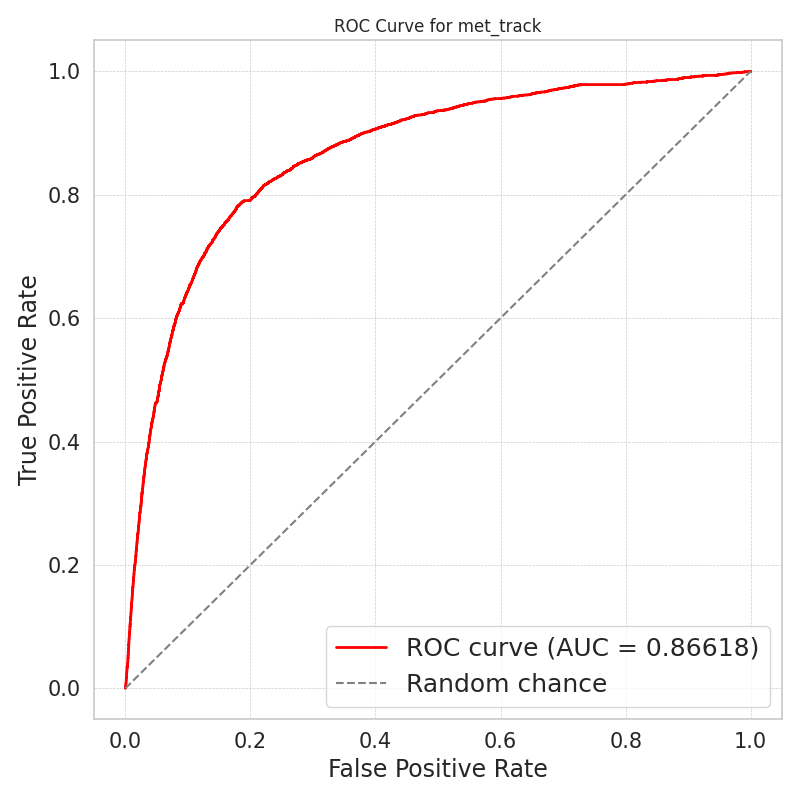 ROC Curve for met_track
True Positive Rate
1.0
0.8
0.6
0.4
0.2
0.0
ROC curve (AUC = 0.86618)
Random chance
0.0 0.2 0.4 0.6 0.8 1.0
False Positive Rate